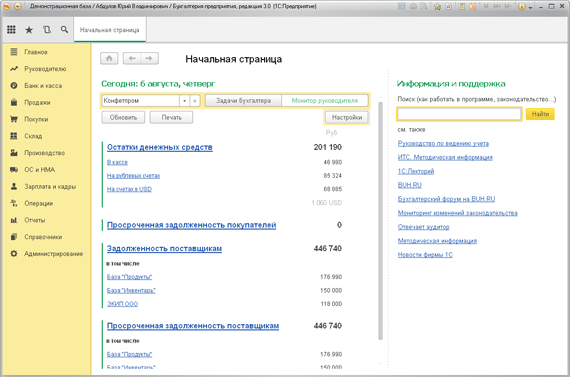 Демонстрационная база / Абдулов Юрий Владимирович / Бухгалтерия предприятия, редакция 3.0 (1С:Предприятие)
M M+ M-
Начальная страница
Главное
Руководителю
Банк и касса
Продажи
Покупки
Склад
Производство
ОС и НМА
Зарплата и кадры
Операции
Отчеты
Справочники
Администрирование
Начальная страница
Сегодня: 6 августа, четверг
Конфетпром
Задачи бухгалтера
Монитор руководителя
Обновить
Печать
Настройки
Руб
Остатки денежных средств 201 190
В кассе 46 980
На рублевых счетах 85 324
На счетах в USD 68 885
1 060 USD
Просроченная задолженность покупателей 0
Задолженность поставщикам 446 740
в том числе
База "Продукты" 176 990
База "Инвентарь" 150 000
ЭКИП ООО 118 000
Просроченная задолженность поставщикам 446 740
в том числе
База "Продукты" 176 990
База "Инвентарь" 150 000
Информация и поддержка
Поиск (как работать в программе, законодательство...)
Найти
см. также
Руководство по ведению учета
ИТС. Методическая информация
1С:Лекторий
BUH.RU
Бухгалтерский форум на BUH.RU
Мониторинг изменений законодательства
Отвечает аудитор
Методическая информация
Новости фирмы 1С